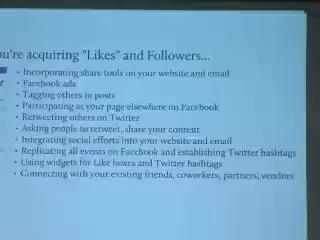 ou're acquiring "Likes" and Followers...
• Incorporating share tools on your website and email
• Facebook ads
• Tagging others in posts
• Participating as your page elsewhere on Facebook
• Retweeting others on Twitter
• Asking people to retweet, share your content
• Integrating social efforts into your website and email
• Replicating all events on Facebook and establishing Twitter hashtags
• Using widgets for Like boxes and Twitter hashtags
• Connecting with your existing friends, coworkers, partners, vendors